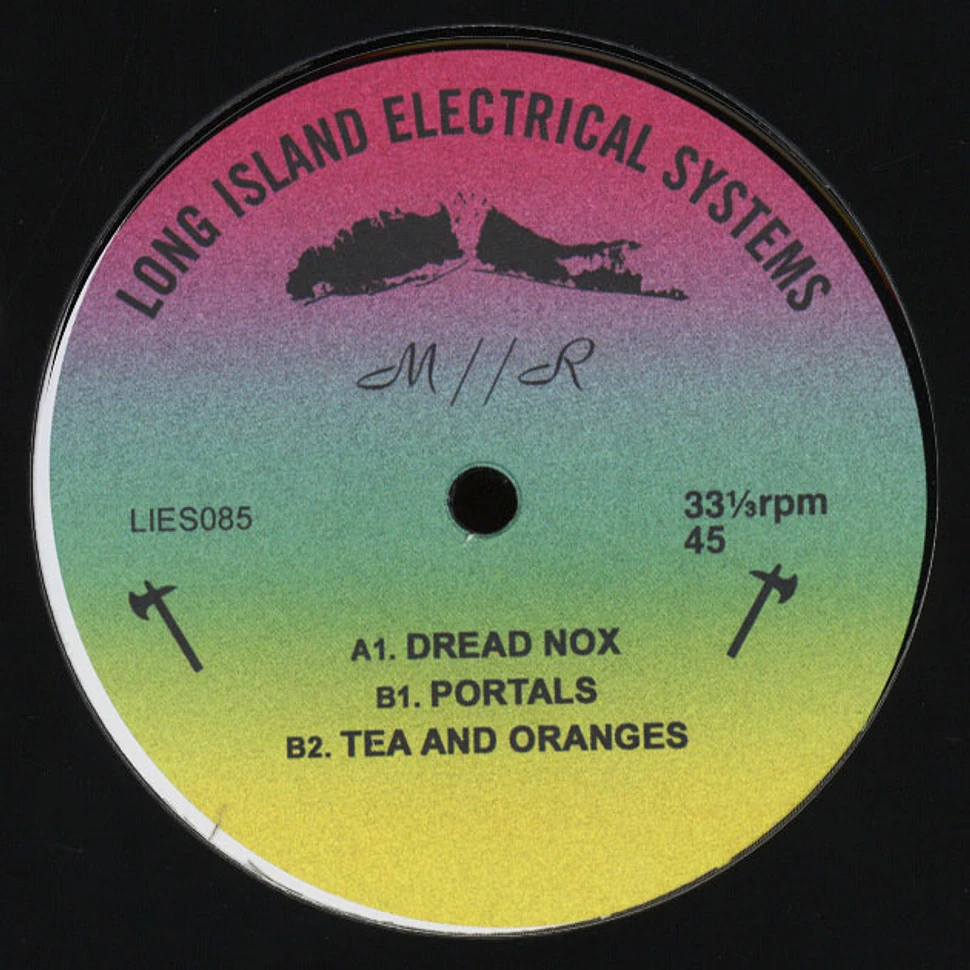 LONG ISLAND ELECTRICAL SYSTEMS
M//R
LIES085
33⅓rpm
45
A1. DREAD NOX
B1. PORTALS
B2. TEA AND ORANGES